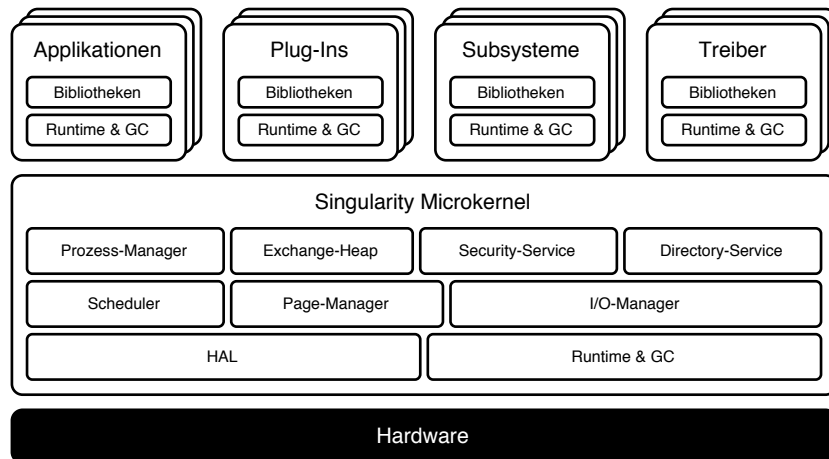 Applikationen
Plug-Ins
Subsysteme
Treiber
Bibliotheken
Bibliotheken
Bibliotheken
Bibliotheken
Runtime & GC
Runtime & GC
Runtime & GC
Runtime & GC
Singularity Microkernel
Prozess-Manager
Exchange-Heap
Security-Service
Directory-Service
Scheduler
Page-Manager
I/O-Manager
HAL
Runtime & GC
Hardware